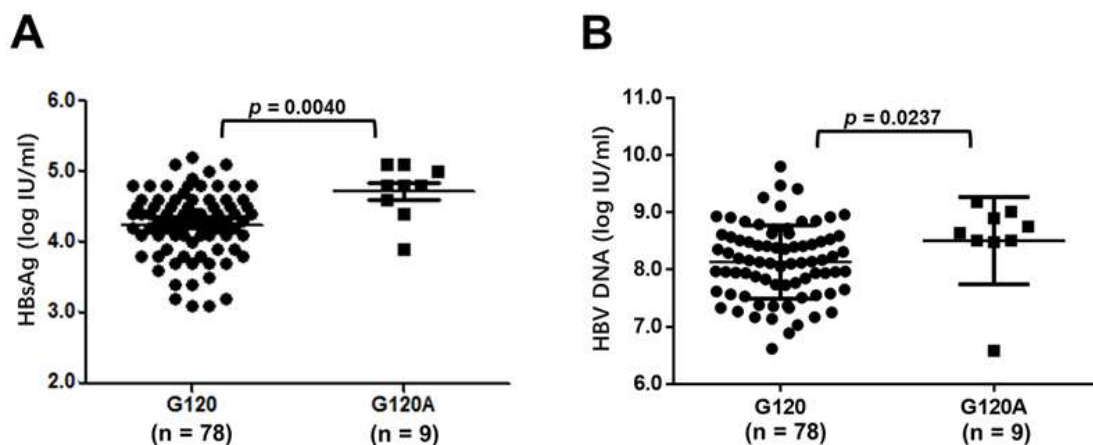 A
HBsAg (log IU/ml)
6.0
5.0
4.0
3.0
2.0
p = 0.0040
G120
(n = 78)
G120A
(n = 9)
B
HBV DNA (log IU/ml)
11.0
10.0
9.0
8.0
7.0
6.0
p = 0.0237
G120
(n = 78)
G120A
(n = 9)